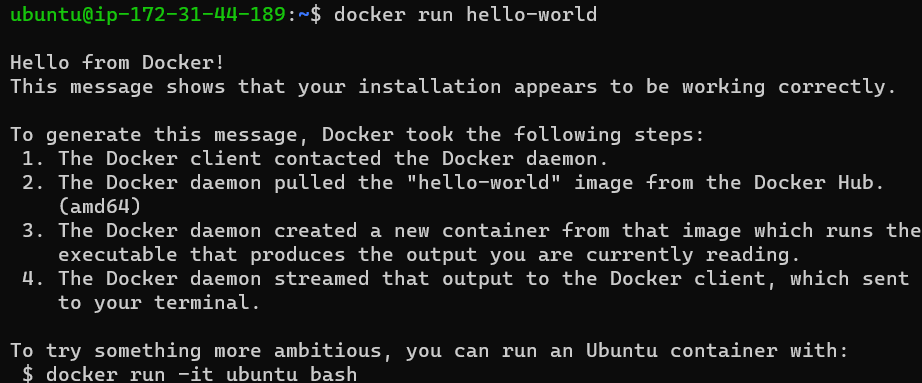 ubuntu@ip-172-31-44-189:~$ docker run hello-world
Hello from Docker!
This message shows that your installation appears to be working correctly.
To generate this message, Docker took the following steps:
1. The Docker client contacted the Docker daemon.
2. The Docker daemon pulled the "hello-world" image from the Docker Hub.
(amd64)
3. The Docker daemon created a new container from that image which runs the
executable that produces the output you are currently reading.
4. The Docker daemon streamed that output to the Docker client, which sent
to your terminal.
To try something more ambitious, you can run an Ubuntu container with:
$ docker run -it ubuntu bash